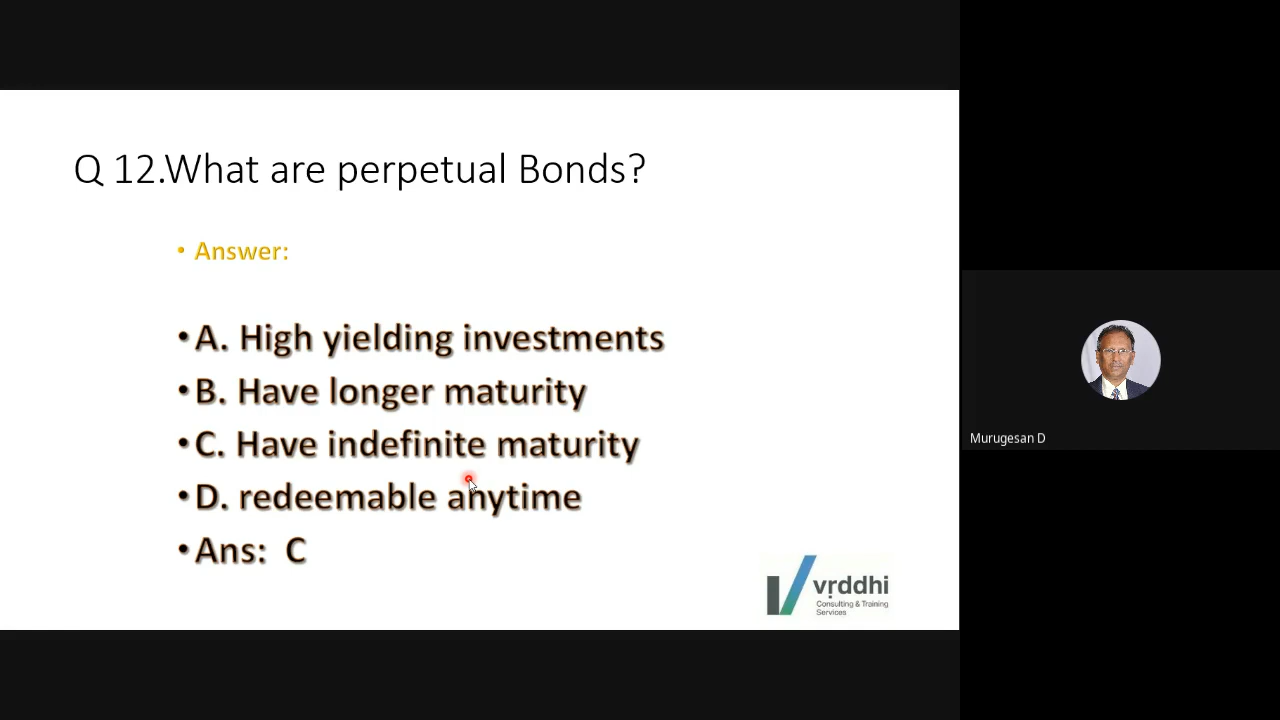 Q 12.What are perpetual Bonds?
• Answer:
• A. High yielding investments
• B. Have longer maturity
• C. Have indefinite maturity
• D. redeemable anytime
• Ans: C
vṛddhi
Consulting & Training
Services
Murugesan D